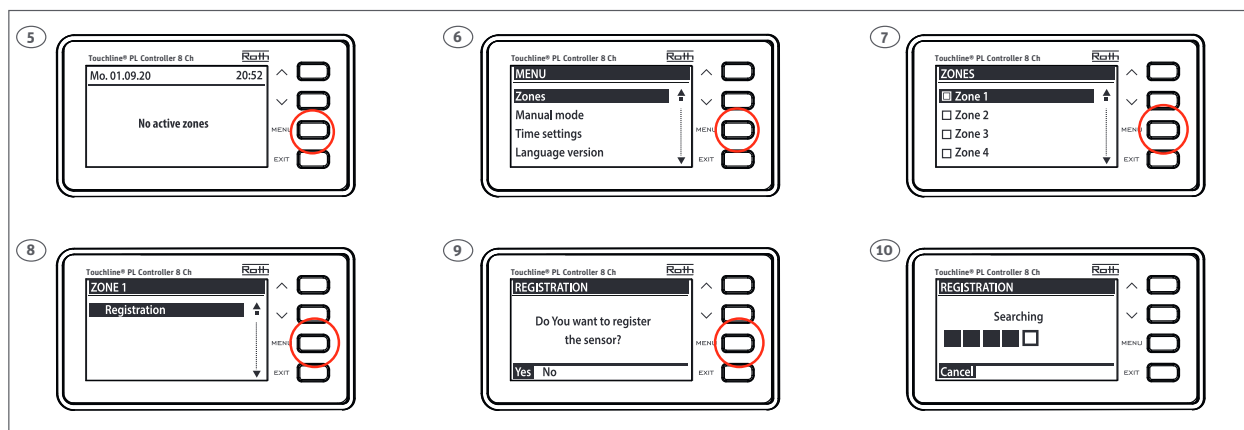 5
Touchline® PL Controller 8 Ch Roth
Mo. 01.09.20 20:52
No active zones
MENU
EXIT
6
Touchline® PL Controller 8 Ch Roth
MENU
Zones
Manual mode
MENU
Time settings
Language version
EXIT
7
Touchline® PL Controller 8 Ch Roth
ZONES
Zone 1
Zone 2
MENU
Zone 3
Zone 4
EXIT
8
Touchline® PL Controller 8 Ch Roth
ZONE 1
Registration
MENU
EXIT
9
Touchline® PL Controller 8 Ch Roth
REGISTRATION
Do You want to register
the sensor?
MENU
Yes No
EXIT
10
Touchline® PL Controller 8 Ch Roth
REGISTRATION
Searching
MENU
Cancel
EXIT